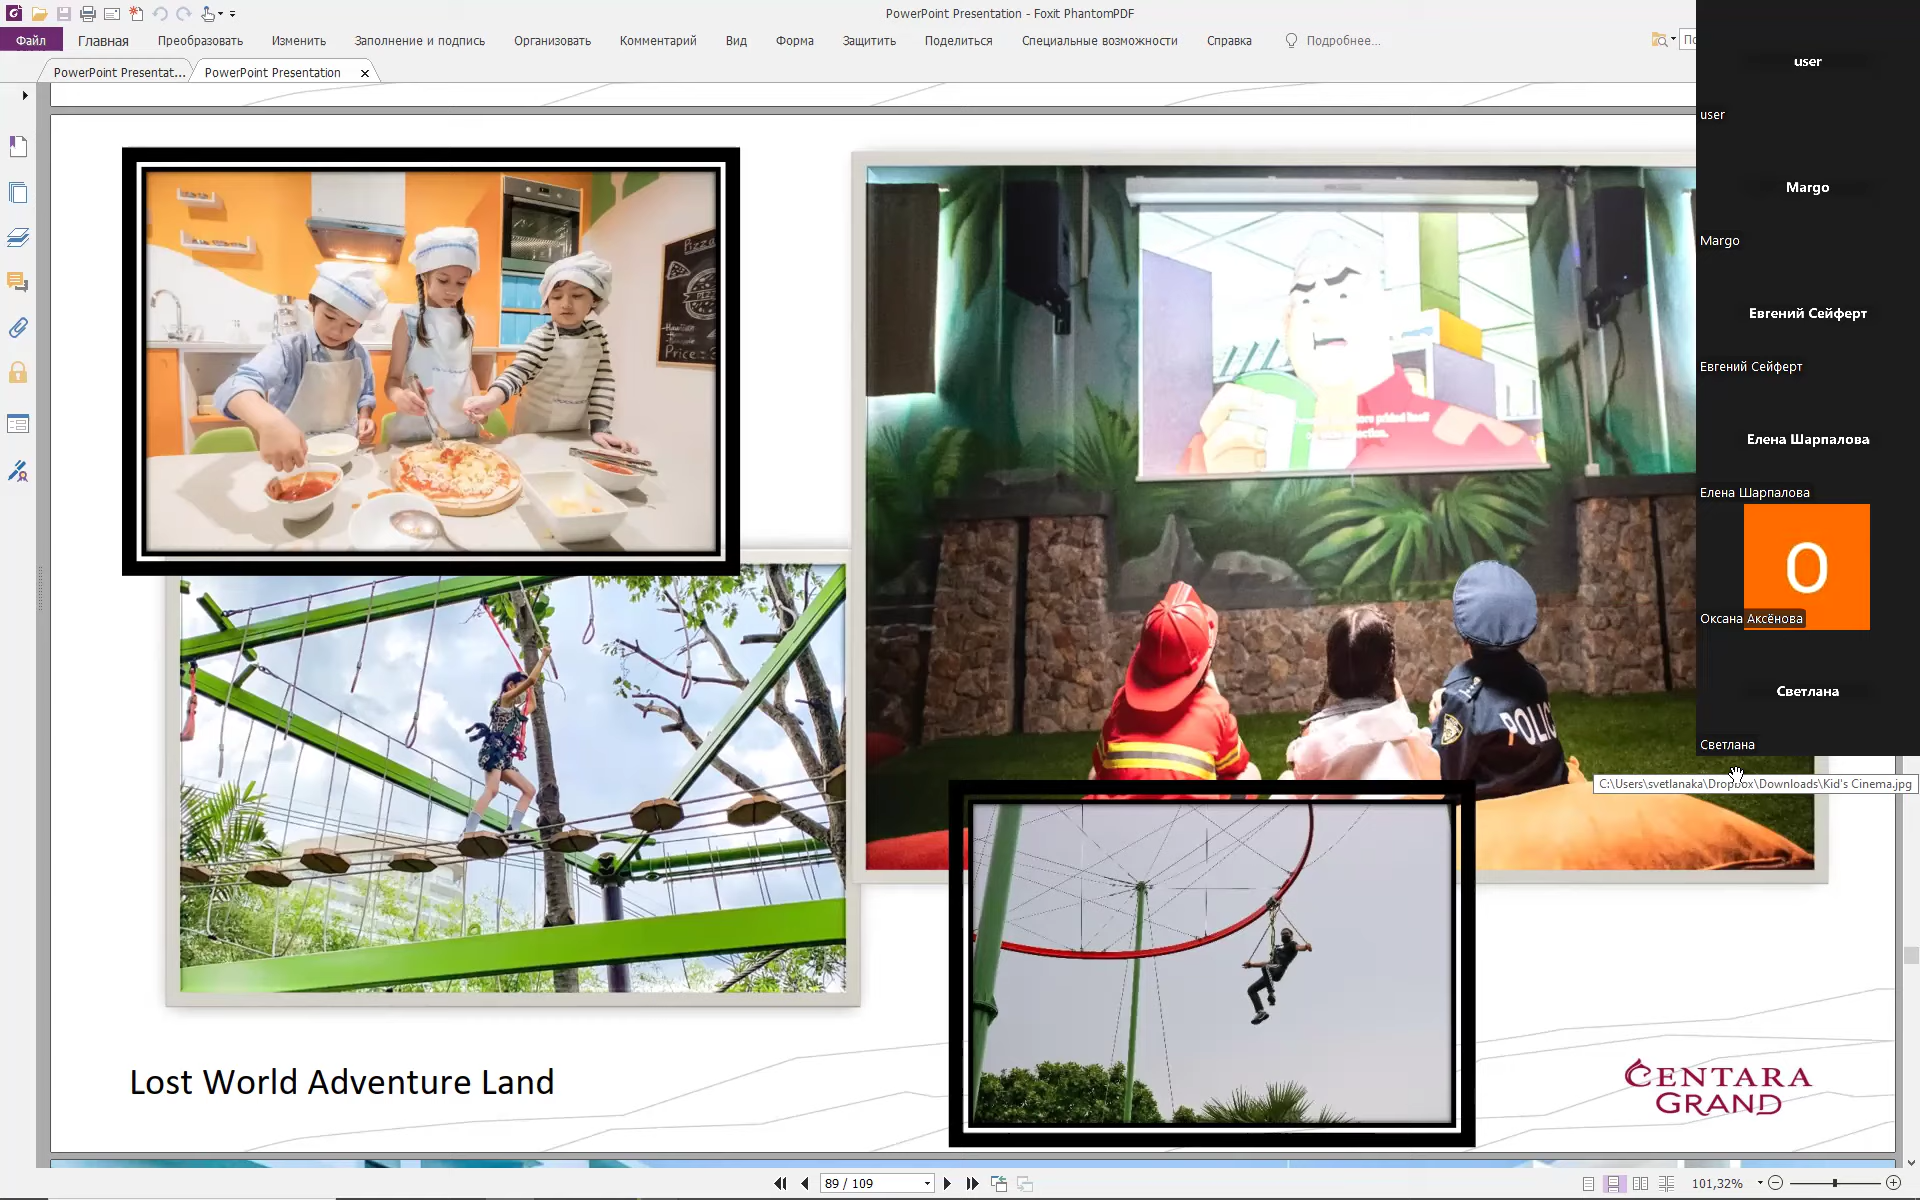 PowerPoint Presentation - Foxit PhantomPDF
Файл
Главная
Преобразовать
Изменить
Заполнение и подпись
Организовать
Комментарий
Вид
Форма
Защитить
Поделиться
Специальные возможности
Справка
Подробнее...
PowerPoint Presentat...
PowerPoint Presentation
user
user
Margo
Margo
Евгений Сейферт
Евгений Сейферт
Елена Шарпалова
Елена Шарпалова
O
Оксана Аксёнова
Светлана
Светлана
C:\Users\svetlanaka\Dropbox\Downloads\Kid's Cinema.jpg
Pizza
Price:
POLIC
Lost World Adventure Land
CENTARA
GRAND
89 / 109
101,32%